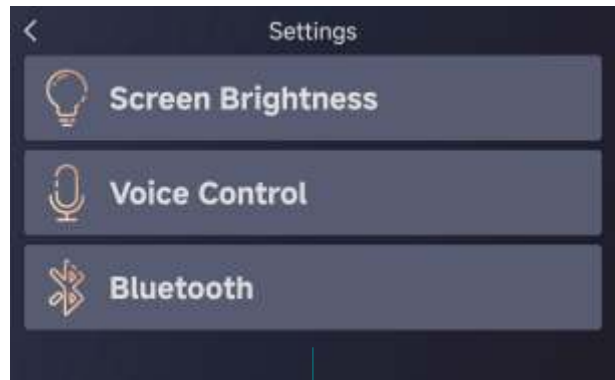 Settings
Screen Brightness
Voice Control
Bluetooth